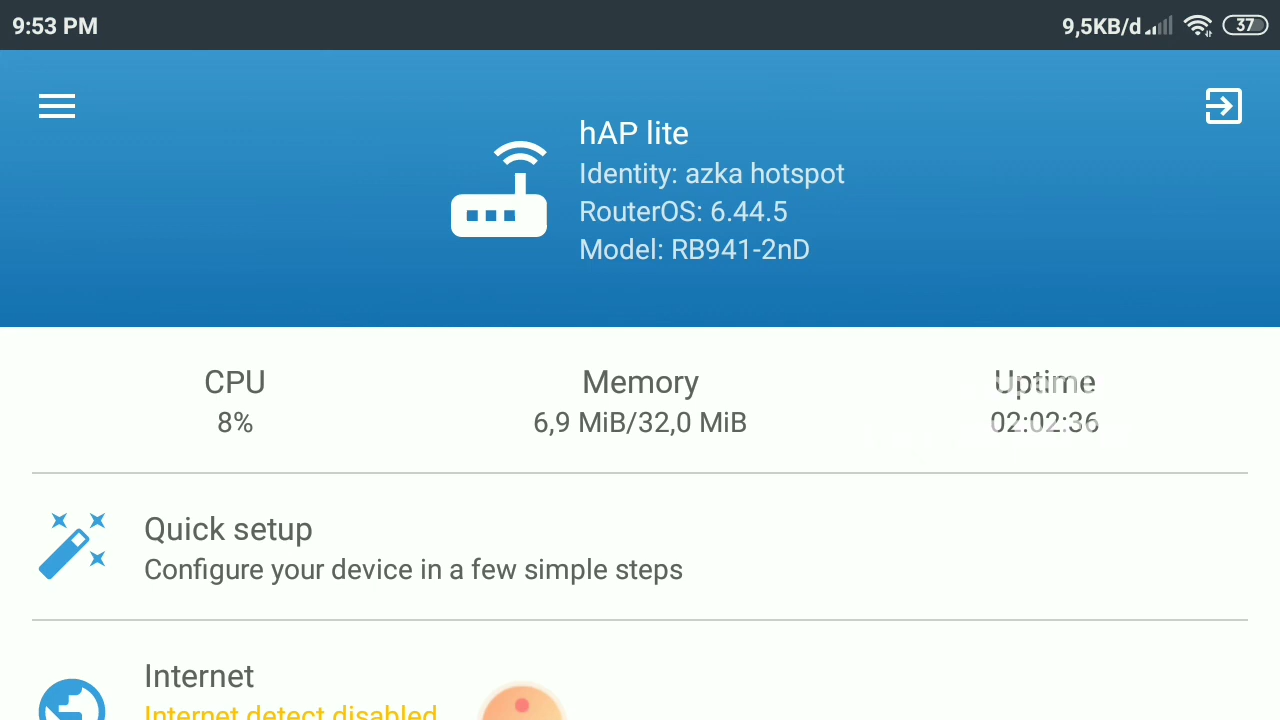 9:53 PM
9,5KB/d
37
hAP lite
Identity: azka hotspot
RouterOS: 6.44.5
Model: RB941-2nD
CPU
Memory
Uptime
8%
6,9 MiB/32,0 MiB
02:02:36
Quick setup
Configure your device in a few simple steps
Internet
Internet detect disabled